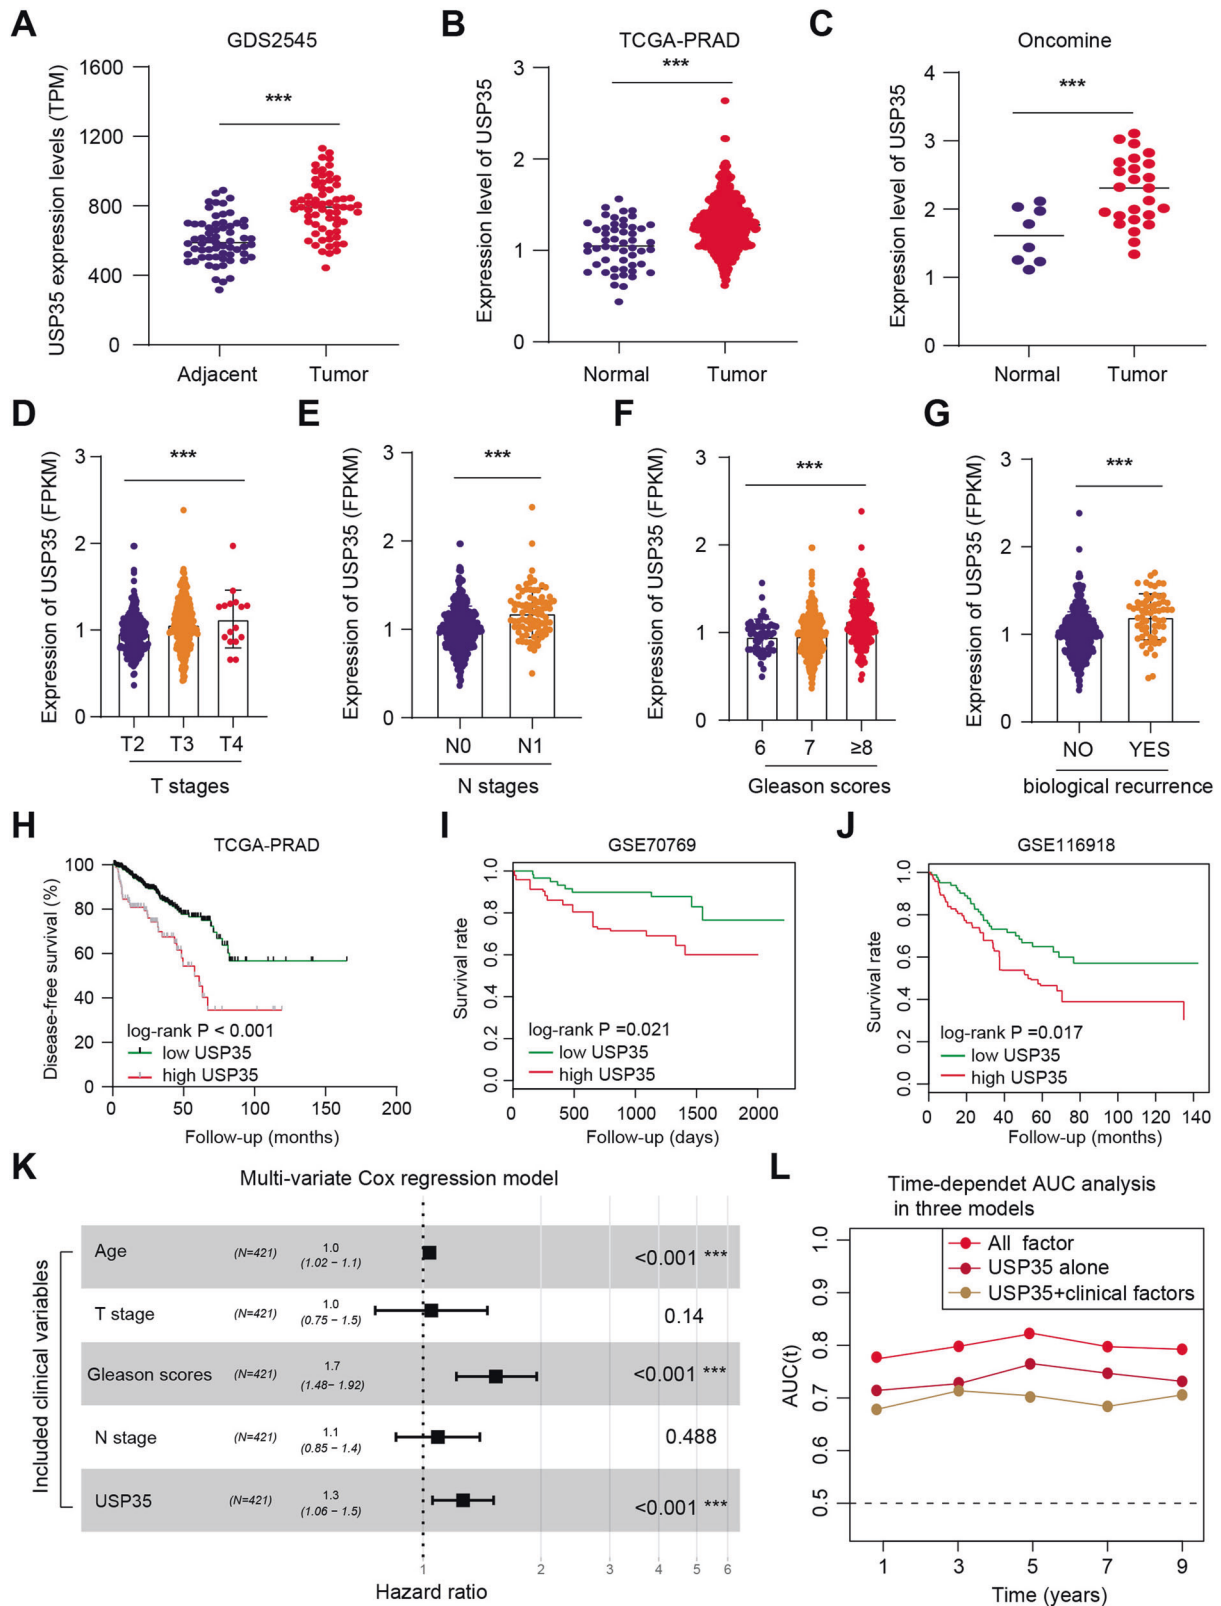 A
GDS2545
USP35 expression levels (TPM)
1600
1200
800
400
0
***
Adjacent
Tumor
B
TCGA-PRAD
Expression level of USP35
3
2
1
0
***
Normal
Tumor
C
Oncomine
Expression level of USP35
4
3
2
1
0
***
Normal
Tumor
D
Expression of USP35 (FPKM)
3
2
1
0
***
T2
T3
T4
T stages
E
Expression of USP35 (FPKM)
3
2
1
0
***
N0
N1
N stages
F
Expression of USP35 (FPKM)
3
2
1
0
***
6
7
≥8
Gleason scores
G
Expression of USP35 (FPKM)
3
2
1
0
***
NO
YES
biological recurrence
H
TCGA-PRAD
Disease-free survival (%)
100
80
60
40
20
0
log-rank P < 0.001
low USP35
high USP35
0
50
100
150
200
Follow-up (months)
I
GSE70769
Survival rate
1.0
0.8
0.6
0.4
0.2
0.0
log-rank P =0.021
low USP35
high USP35
0
500
1000
1500
2000
Follow-up (days)
J
GSE116918
Survival rate
1.0
0.8
0.6
0.4
0.2
0.0
log-rank P =0.017
low USP35
high USP35
0
20
40
60
80
100
120
140
Follow-up (months)
K
Multi-variate Cox regression model
Included clinical variables
Age (N=421) 1.0 <0.001 ***
(1.02 − 1.1)
T stage (N=421) 1.0 0.14
(0.75 − 1.5)
Gleason scores (N=421) 1.7 <0.001 ***
(1.48− 1.92)
N stage (N=421) 1.1 0.488
(0.85 − 1.4)
USP35 (N=421) 1.3 <0.001 ***
(1.06 − 1.5)
1
2
3
4
5
6
Hazard ratio
L
Time-dependet AUC analysis
in three models
AUC(t)
1.0
0.9
0.8
0.7
0.6
0.5
All factor
USP35 alone
USP35+clinical factors
1
3
5
7
9
Time (years)